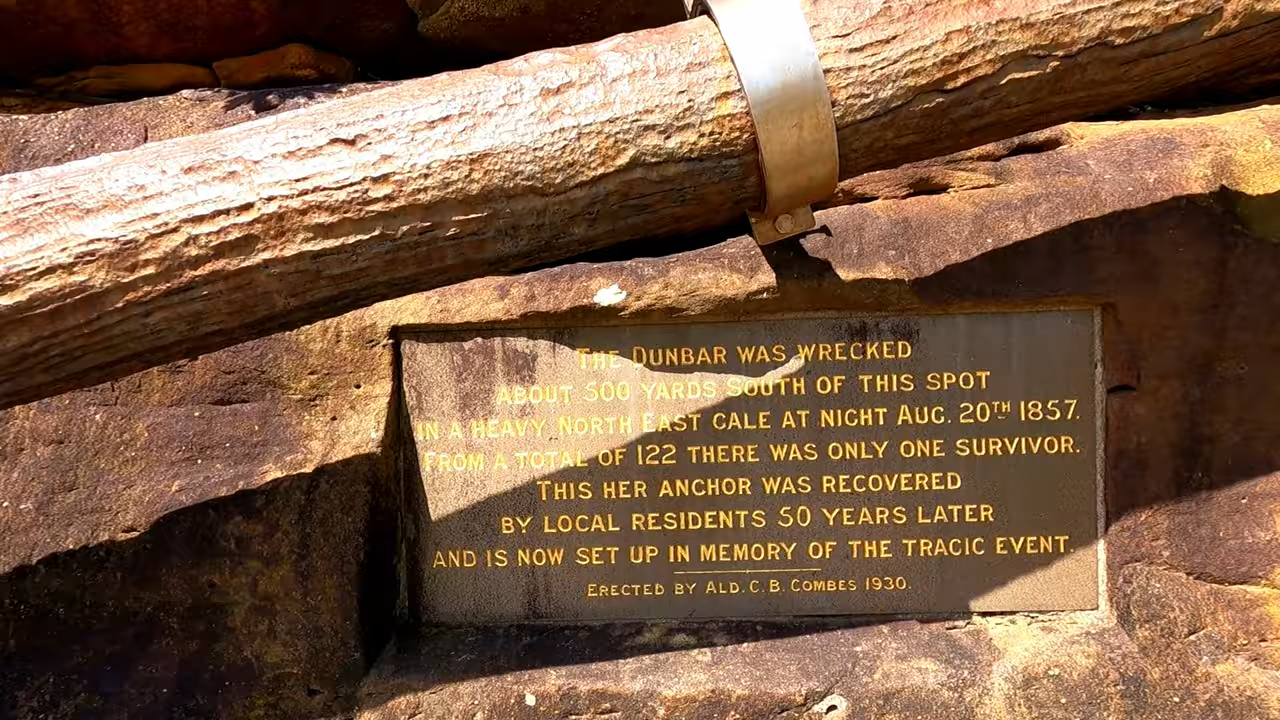 THE DUNBAR WAS WRECKED
ABOUT 500 YARDS SOUTH OF THIS SPOT
IN A HEAVY NORTH EAST GALE AT NIGHT AUG. 20TH 1857.
FROM A TOTAL OF 122 THERE WAS ONLY ONE SURVIVOR.
THIS HER ANCHOR WAS RECOVERED
BY LOCAL RESIDENTS 50 YEARS LATER
AND IS NOW SET UP IN MEMORY OF THE TRAGIC EVENT.
ERECTED BY ALD. C. B. COMBES 1930.